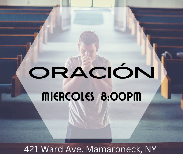 ORACIÓN
MIERCOLES 8:00PM
421 Ward Ave. Mamaroneck, NY